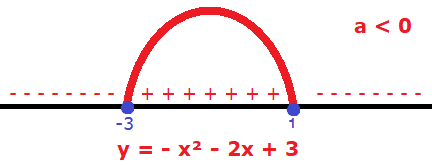 a < 0
- - - - - - - - + + + + + + + - - - - - - - -
-3 1
y = - x² - 2x + 3